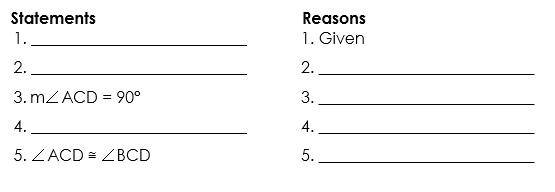 Statements Reasons
1. ____________________ 1. Given
2. ____________________ 2. ____________________
3. m∠ACD = 90° 3. ____________________
4. ____________________ 4. ____________________
5. ∠ACD ≅ ∠BCD 5. ____________________